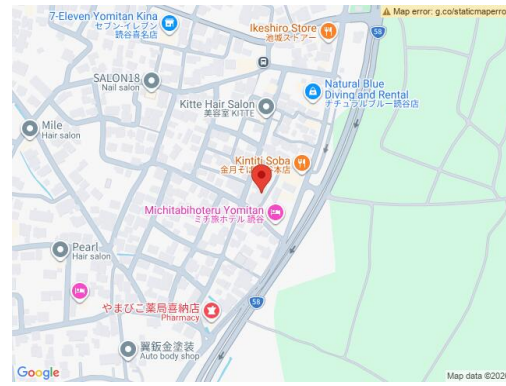 7-Eleven Yomitan Kina
セブン-イレブン
読谷喜名店
Ikeshiro Store
池城ストアー
⚠ Map error: g.co/staticmaperro
58
SALON18
Nail salon
Natural Blue
Diving and Rental
ナチュラルブルー読谷店
Kitte Hair Salon
美容室 KITTE
Mile
Hair salon
Kintiti Soba
金月そば
本店
Michitabihoteru Yomitan
ミチ旅ホテル 読谷
Pearl
Hair salon
やまびこ薬局喜納店
Pharmacy
58
翼鈑金塗装
Auto body shop
Google
Map data ©2026